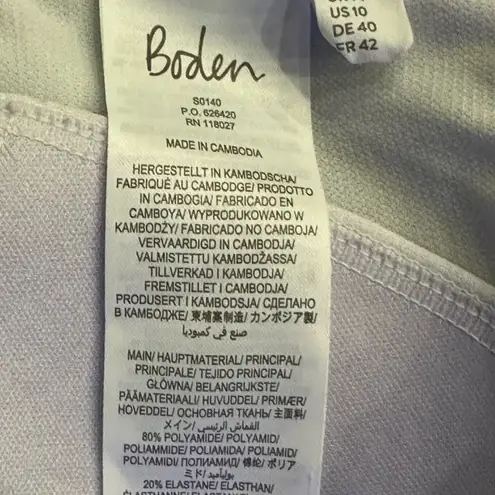 US 10
DE 40
FR 42
Boden
S0140
P.O. 626420
RN 118027
MADE IN CAMBODIA
HERGESTELLT IN KAMBODSCHA/
FABRIQUÉ AU CAMBODGE/ PRODOTTO
IN CAMBOGIA/ FABRICADO EN
CAMBOYA/ WYPRODUKOWANO W
KAMBODŻY/ FABRICADO NO CAMBOJA/
VERVAARDIGD IN CAMBODJA/
VALMISTETTU KAMBODŽASSA/
TILLVERKAD I KAMBODJA/
FREMSTILLET I CAMBODJA/
PRODUSERT I KAMBODSJA/ СДЕЛАНО
В КАМБОДЖЕ/ 柬埔寨制造/ カンボジア製/
صنع في كمبوديا
MAIN/ HAUPTMATERIAL/ PRINCIPAL/
PRINCIPALE/ TEJIDO PRINCIPAL/
GŁÓWNA/ BELANGRIJKSTE/
PÄÄMATERIAALI/ HUVUDDEL/ PRIMÆR/
HOVEDDEL/ ОСНОВНАЯ ТКАНЬ/ 主面料/
メイン/ القماش الرئيسي/
80% POLYAMIDE/ POLYAMID/
POLIAMMIDE/ POLIAMIDA/ POLIAMID/
POLYAMIDI/ ПОЛИАМИД/ 锦纶/ ポリア
ミド/ بوليأميد/
20% ELASTANE/ ELASTHAN/
ÉLASTHANNE/ ELASTAN/